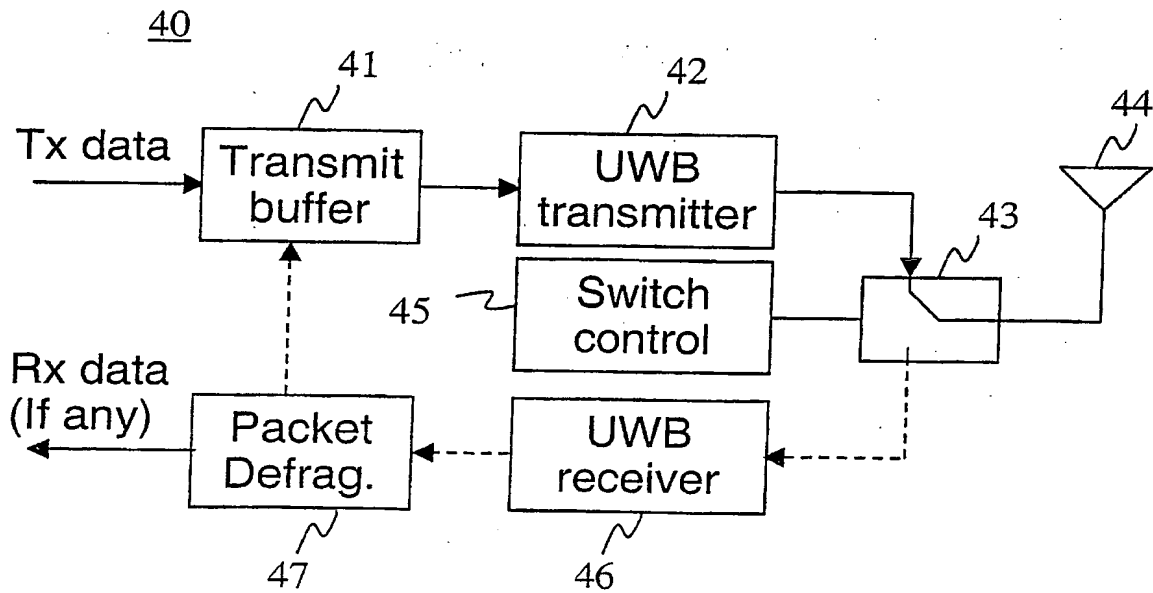 40
41
42
44
Tx data
Transmit
buffer
UWB
transmitter
43
45
Switch
control
Rx data
(If any)
Packet
Defrag.
UWB
receiver
47
46